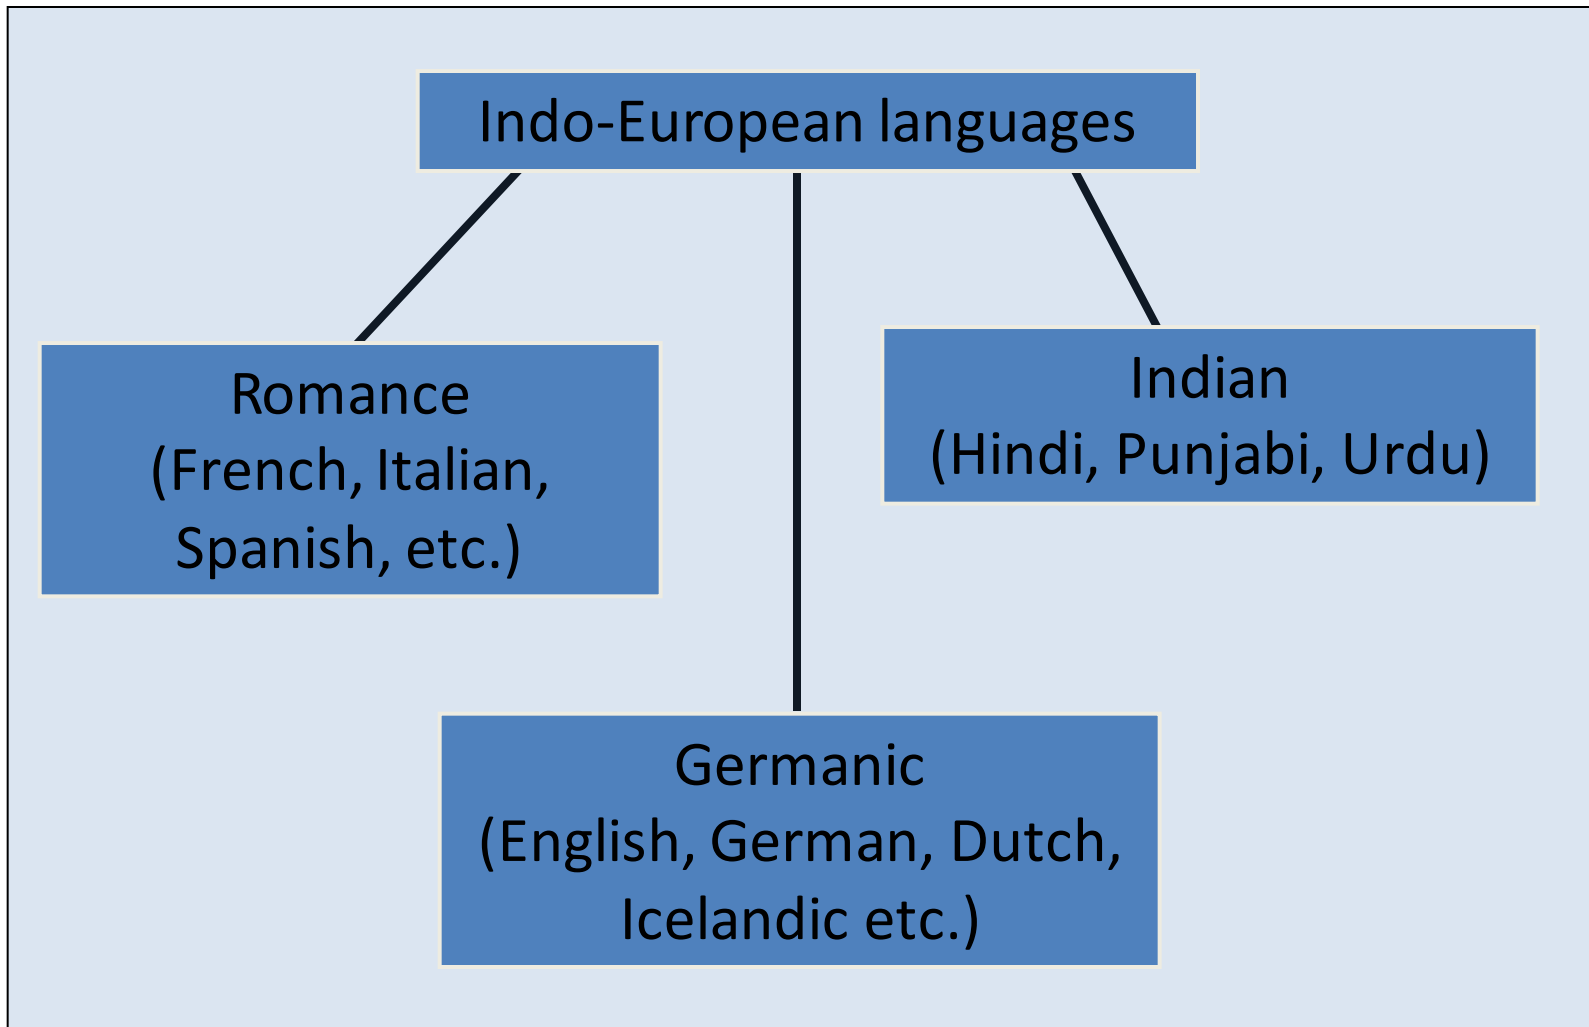 Indo-European languages
Romance
(French, Italian,
Spanish, etc.)
Indian
(Hindi, Punjabi, Urdu)
Germanic
(English, German, Dutch,
Icelandic etc.)